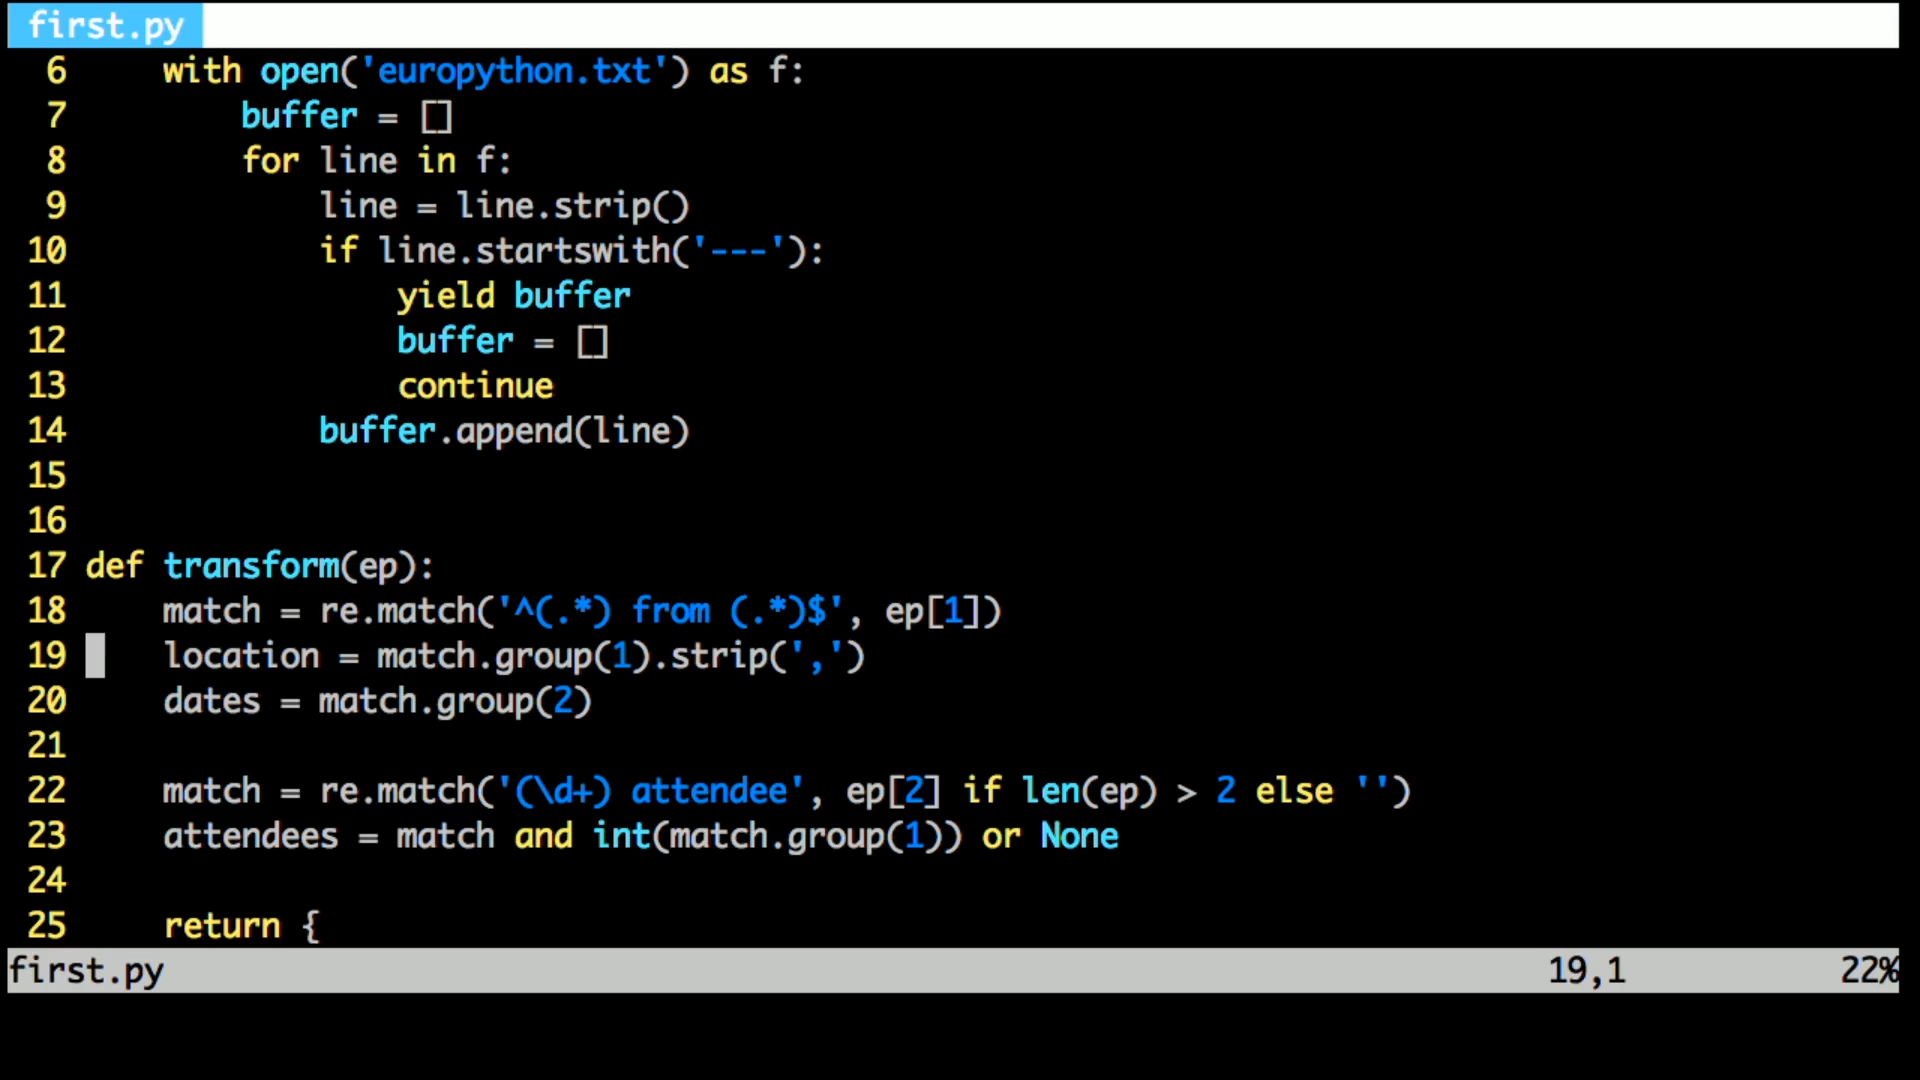 first.py
6     with open('europython.txt') as f:
7         buffer = []
8         for line in f:
9             line = line.strip()
10             if line.startswith('---'):
11                 yield buffer
12                 buffer = []
13                 continue
14             buffer.append(line)
15
16
17 def transform(ep):
18     match = re.match('^(.*) from (.*)$', ep[1])
19     location = match.group(1).strip(',')
20     dates = match.group(2)
21
22     match = re.match('(\d+) attendee', ep[2] if len(ep) > 2 else '')
23     attendees = match and int(match.group(1)) or None
24
25     return {
first.py 19,1 22%